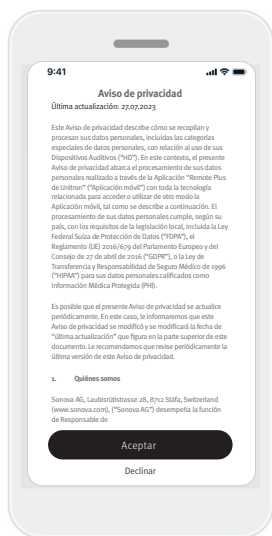 9:41
Aviso de privacidad
Última actualización: 27.07.2023
Este Aviso de privacidad describe cómo se recopilan y
procesan sus datos personales, incluidas las categorías
especiales de datos personales, con relación al uso de sus
Dispositivos Auditivos ("HD"). En este contexto, el presente
Aviso de privacidad abarca el procesamiento de sus datos
personales realizado a través de la Aplicación "Remote Plus
de Unitron" ("Aplicación móvil") con toda la tecnología
relacionada para acceder o utilizar de otro modo la
Aplicación móvil, tal como se describe a continuación. El
procesamiento de sus datos personales cumple, según su
país, con los requisitos de la legislación local, incluida la Ley
Federal Suiza de Protección de Datos ("FDPA"), el
Reglamento (UE) 2016/679 del Parlamento Europeo y del
Consejo de 27 de abril de 2016 ("GDPR"), o la Ley de
Transferencia y Responsabilidad de Seguro Médico de 1996
("HIPAA") para sus datos personales calificados como
Información Médica Protegida (PHI).
Es posible que el presente Aviso de privacidad se actualice
periódicamente. En este caso, le informaremos que este
Aviso de privacidad se modificó y se modificará la fecha de
"última actualización" que figura en la parte superior de este
documento. Le recomendamos que revise periódicamente la
última versión de este Aviso de privacidad.
1. Quiénes somos
Sonova AG, Laubisrütistrasse 28, 8712 Stäfa, Switzerland
(www.sonova.com), ("Sonova AG") desempeña la función
de Responsable de
Aceptar
Declinar